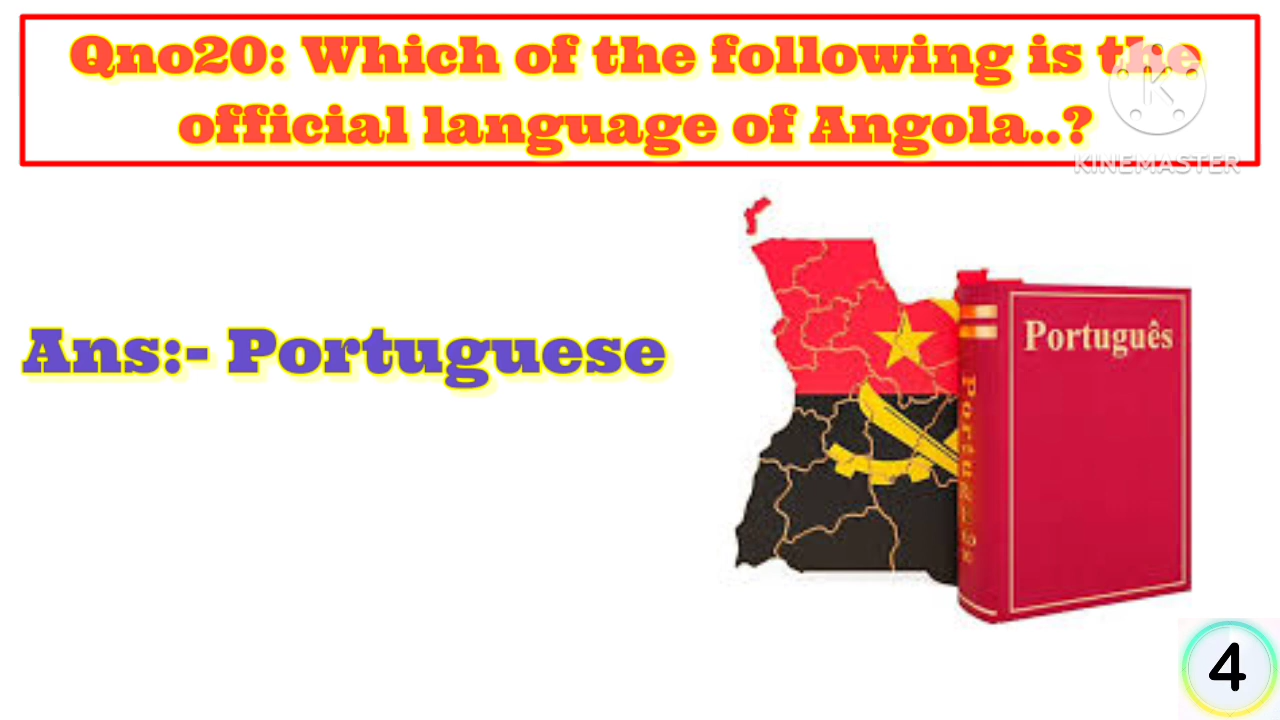 Qno20: Which of the following is the
official language of Angola..?
K
KINEMASTER
Ans:- Portuguese
Português
Português
4